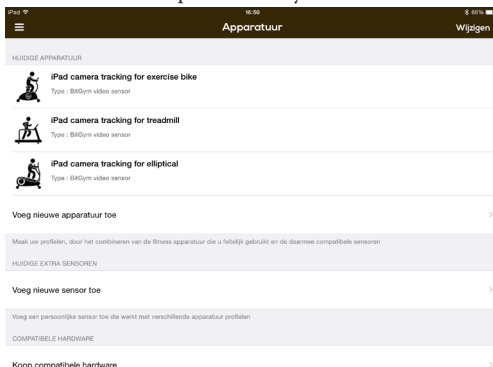 iPad 16:50 66%
Apparatuur Wijzigen
HUIDIGE APPARATUUR
iPad camera tracking for exercise bike
Type : BitGym video sensor
iPad camera tracking for treadmill
Type : BitGym video sensor
iPad camera tracking for elliptical
Type : BitGym video sensor
Voeg nieuwe apparatuur toe
Maak uw profielen, door het combineren van de fitness apparatuur die u feitelijk gebruikt en de daarmee compatibele sensoren
HUIDIGE EXTRA SENSOREN
Voeg nieuwe sensor toe
Voeg een persoonlijke sensor toe die werkt met verschillende apparatuur profielen
COMPATIBELE HARDWARE
Koop compatibele hardware